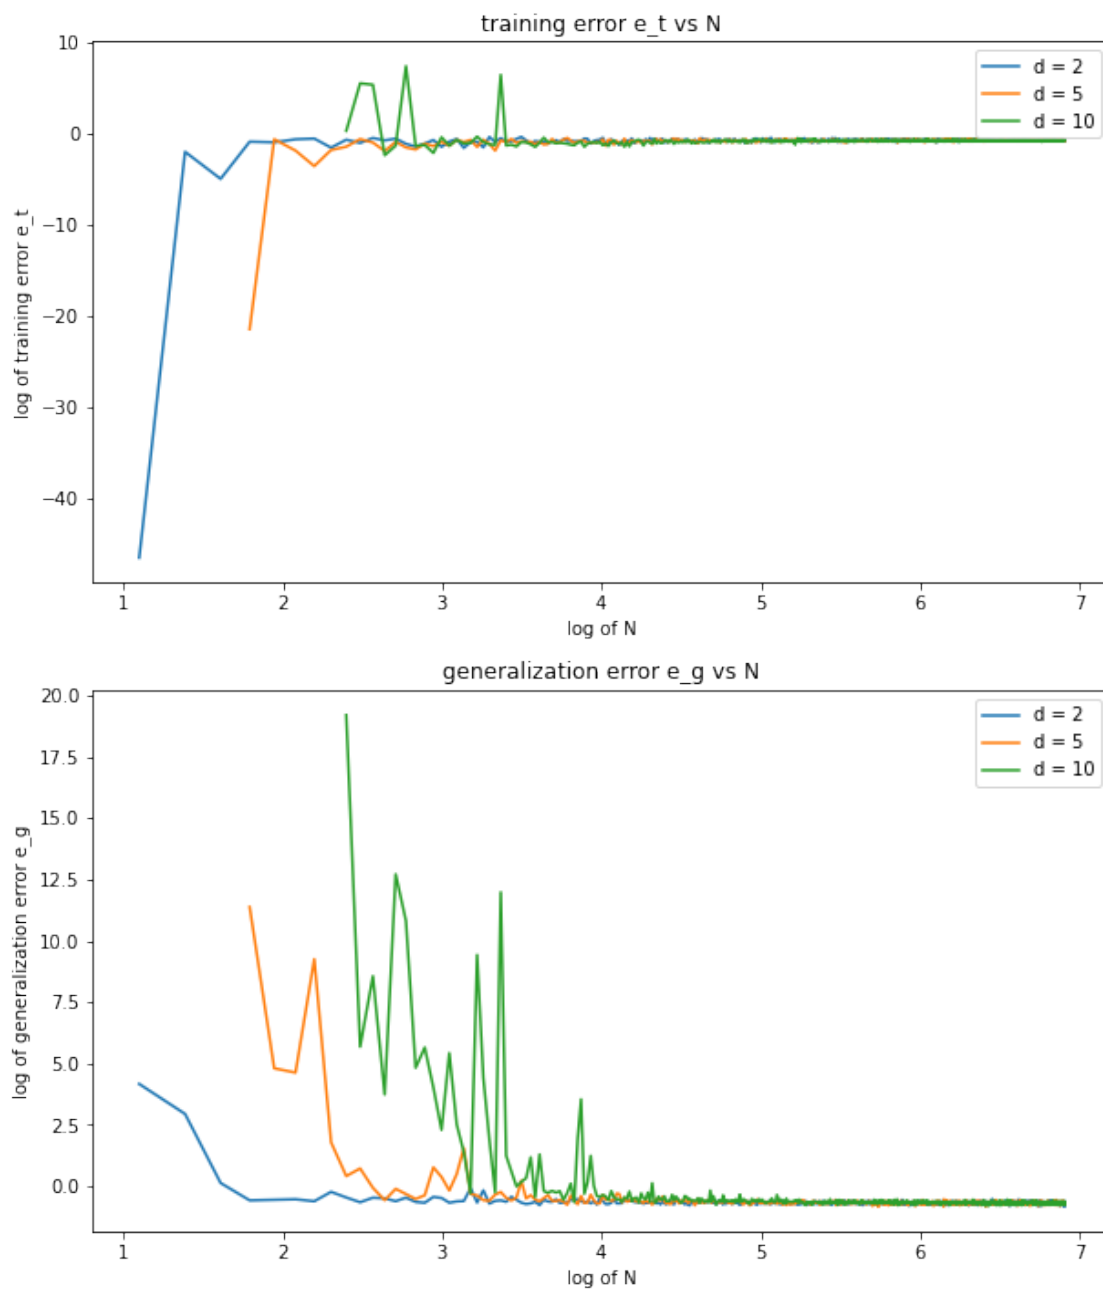 training error e_t vs N
10
0
−10
−20
−30
−40
log of training error e_t
d = 2
d = 5
d = 10
1 2 3 4 5 6 7
log of N
generalization error e_g vs N
20.0
17.5
15.0
12.5
10.0
7.5
5.0
2.5
0.0
log of generalization error e_g
d = 2
d = 5
d = 10
1 2 3 4 5 6 7
log of N